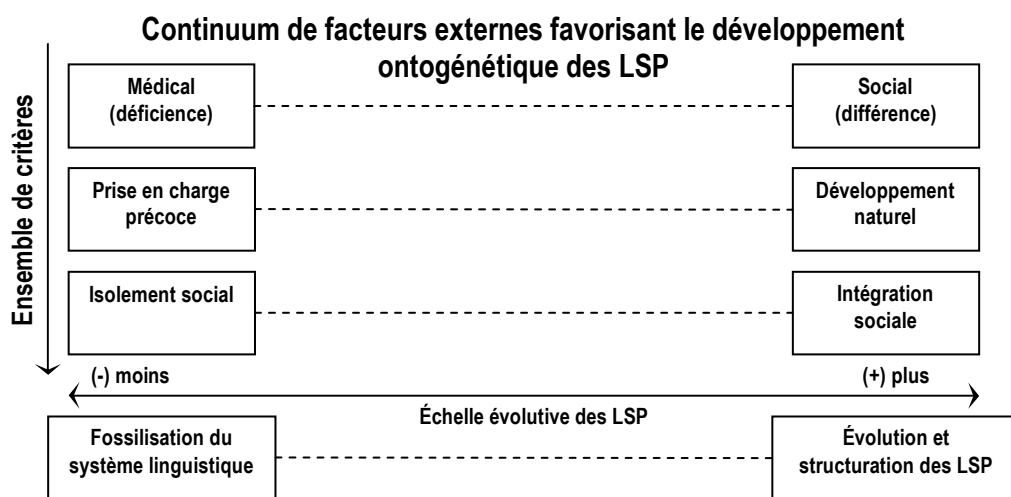 Continuum de facteurs externes favorisant le développement
ontogénétique des LSP
Ensemble de critères
Médical
(déficience)
Social
(différence)
Prise en charge
précoce
Développement
naturel
Isolement social
Intégration
sociale
(-) moins
(+) plus
Échelle évolutive des LSP
Fossilisation du
système linguistique
Évolution et
structuration des LSP